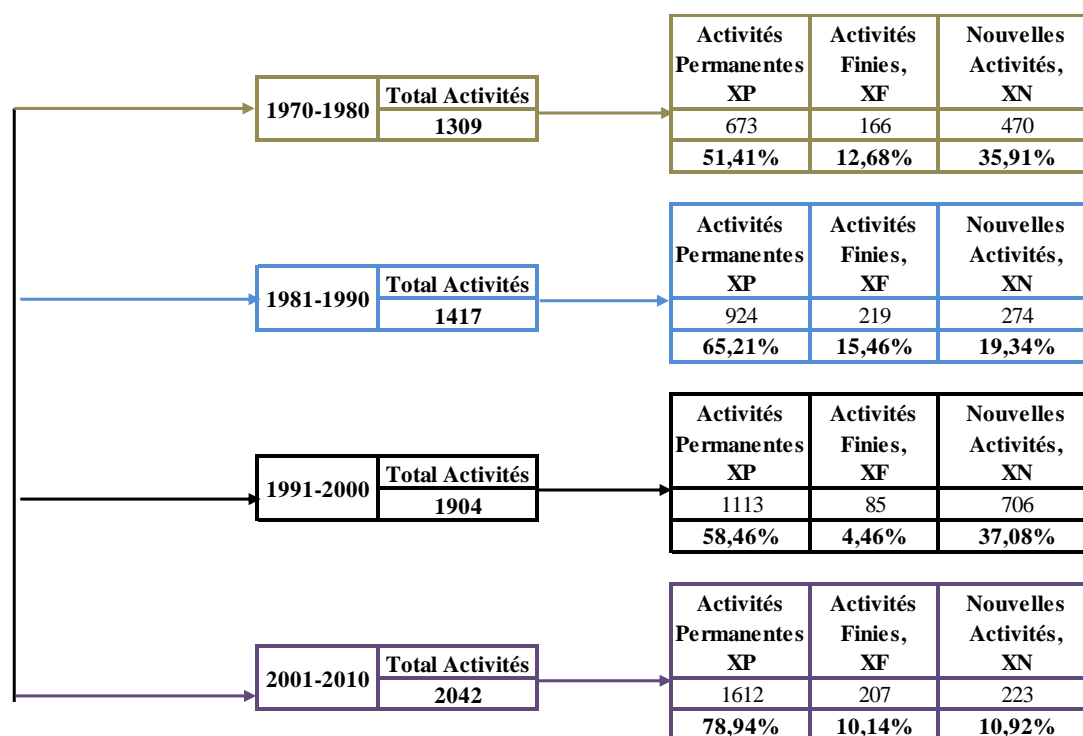 Activités Activités Nouvelles
Permanentes Finies, Activités,
XP XF XN
1970-1980 Total Activités
1309
673 166 470
51,41% 12,68% 35,91%
Activités Activités Nouvelles
Permanentes Finies, Activités,
XP XF XN
1981-1990 Total Activités
1417
924 219 274
65,21% 15,46% 19,34%
Activités Activités Nouvelles
Permanentes Finies, Activités,
XP XF XN
1991-2000 Total Activités
1904
1113 85 706
58,46% 4,46% 37,08%
Activités Activités Nouvelles
Permanentes Finies, Activités,
XP XF XN
2001-2010 Total Activités
2042
1612 207 223
78,94% 10,14% 10,92%